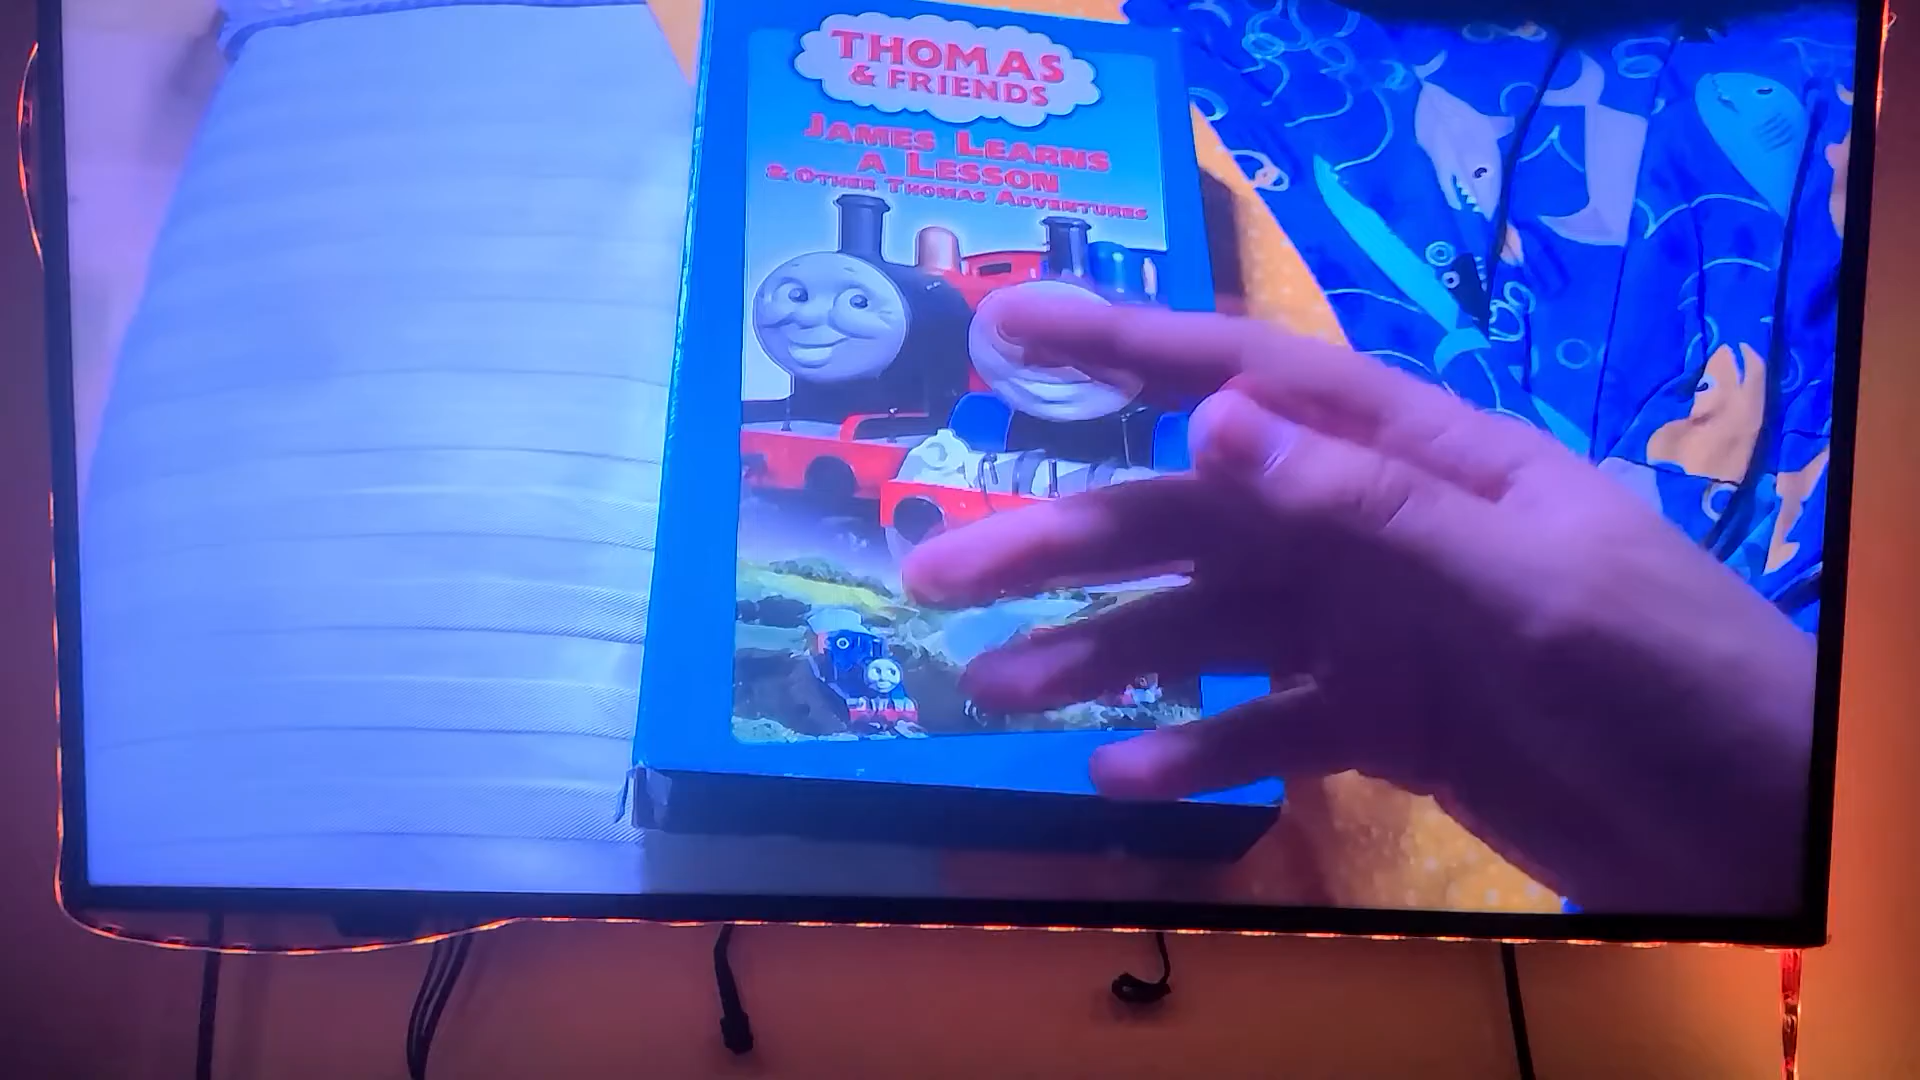 THOMAS
& FRIENDS
JAMES LEARNS
A LESSON
& OTHER THOMAS ADVENTURES